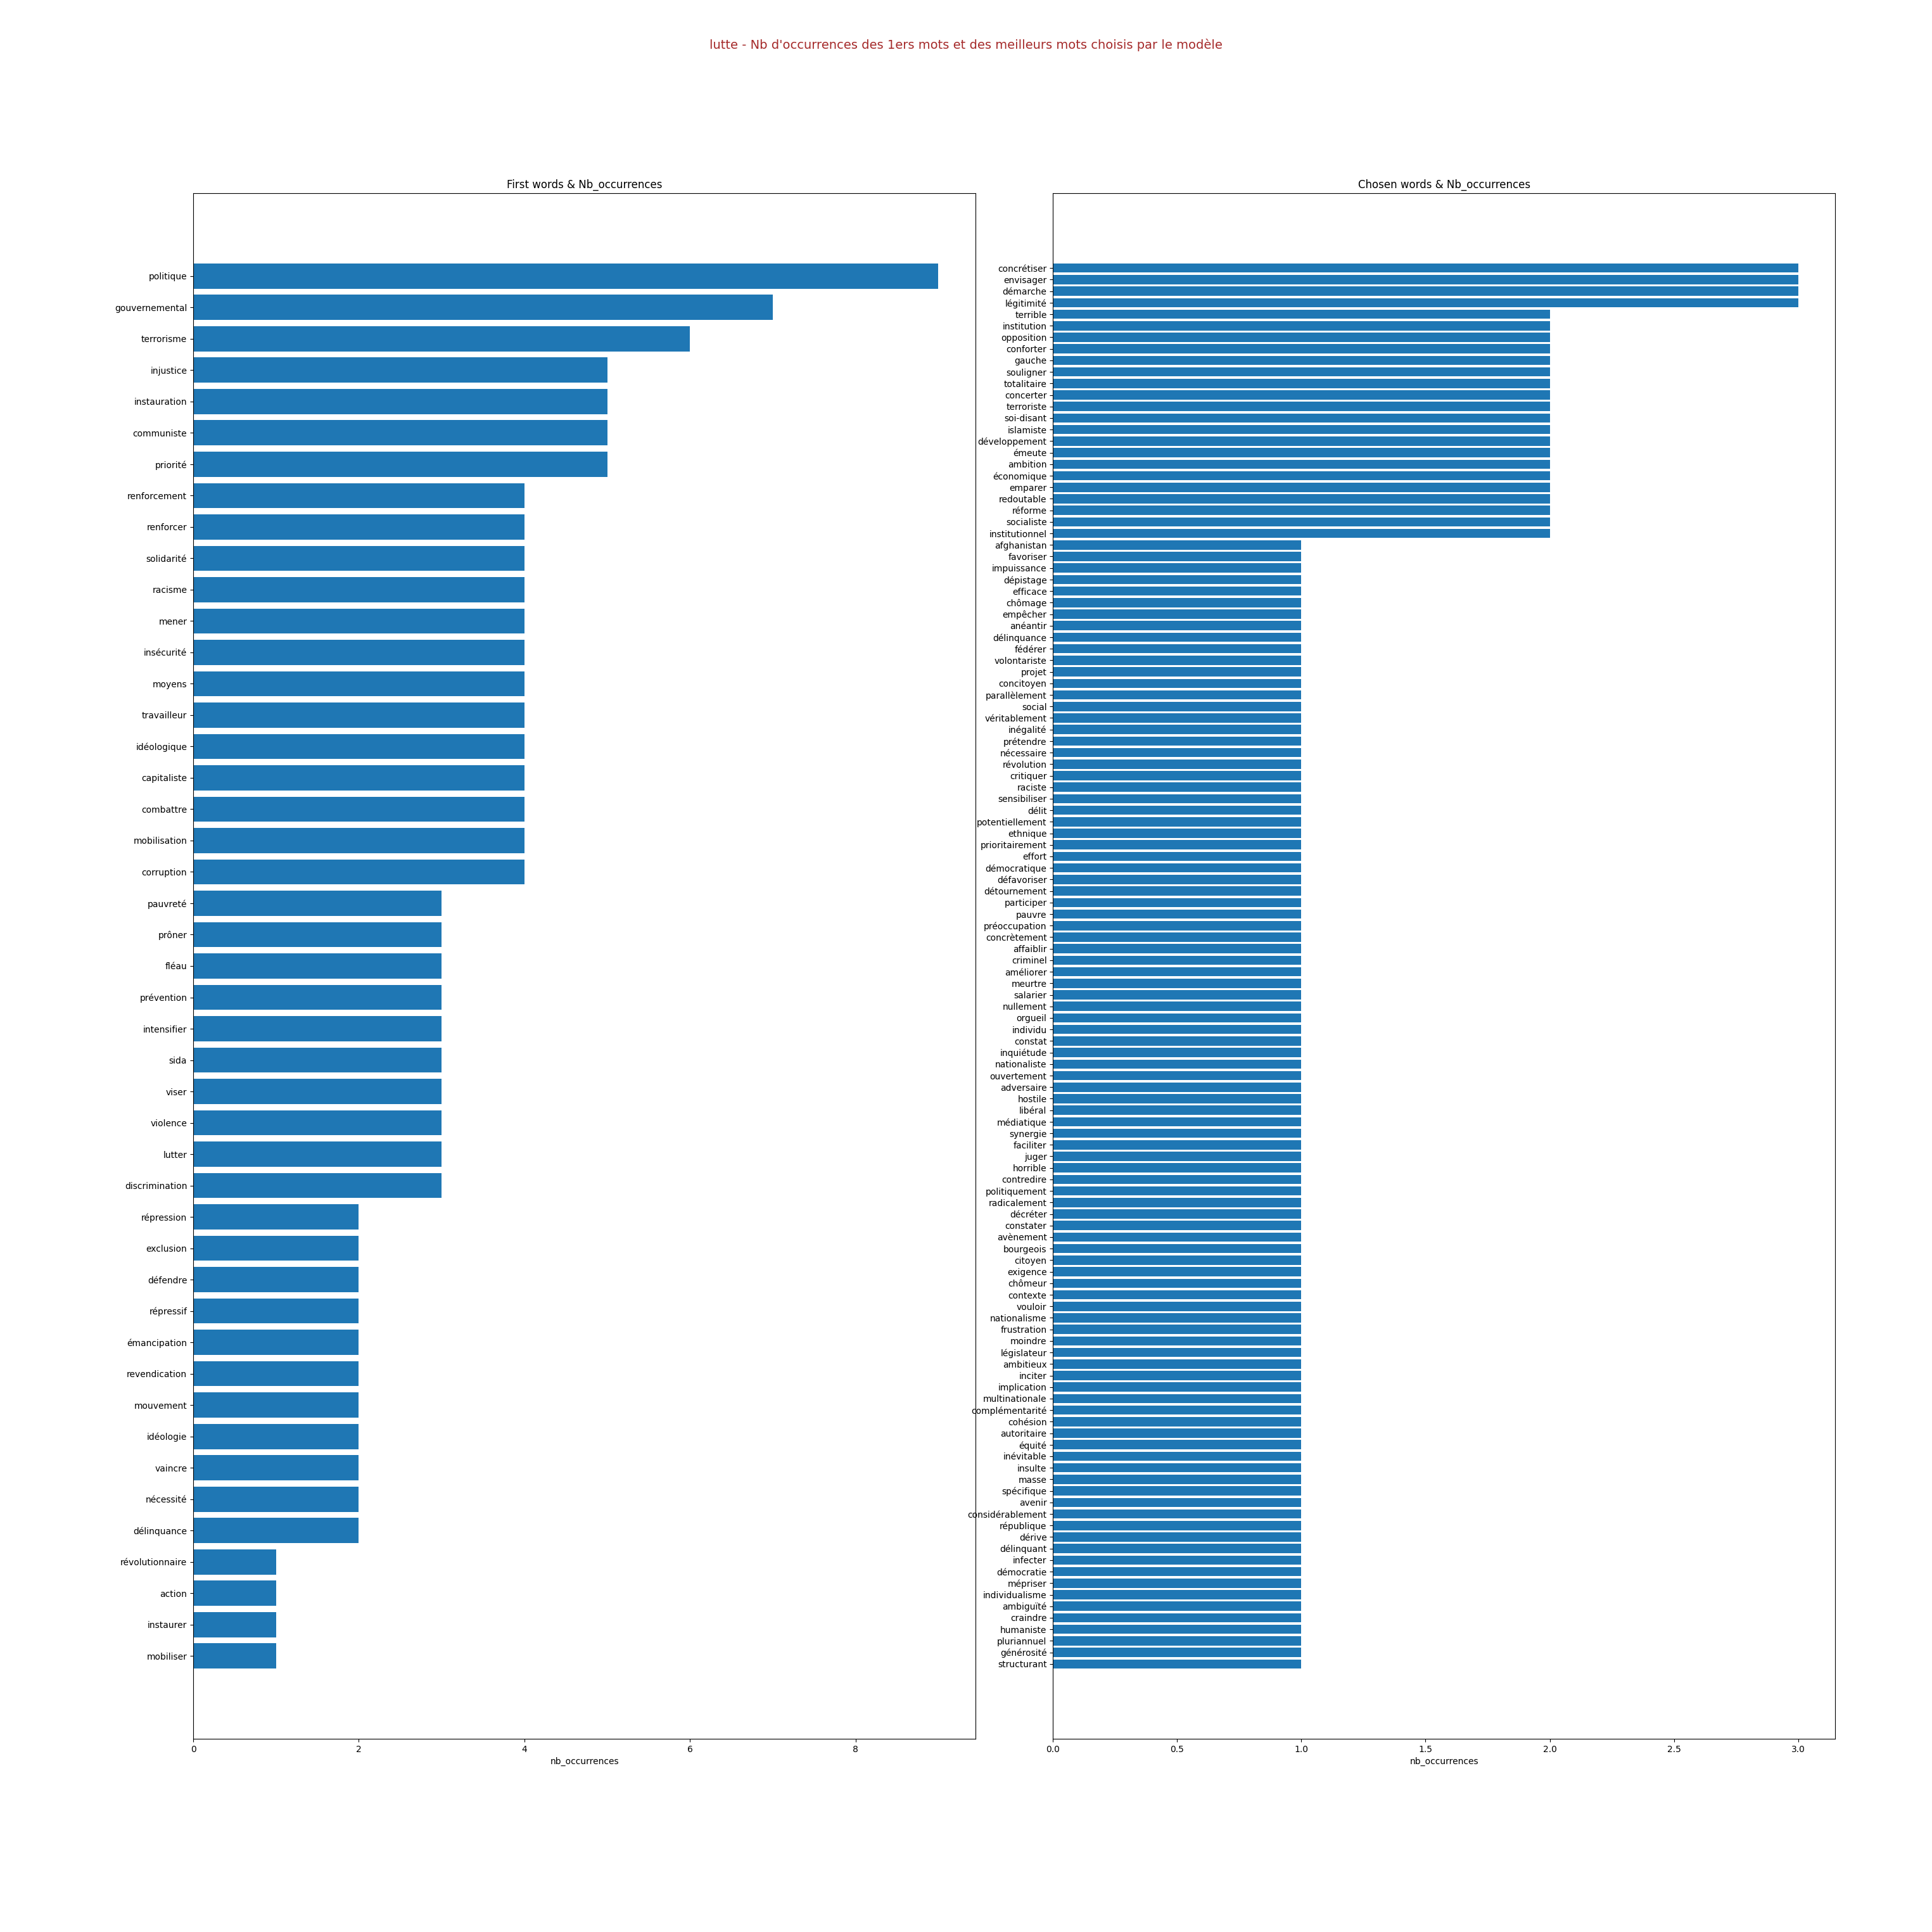 lutte - Nb d'occurrences des 1ers mots et des meilleurs mots choisis par le modèle
First words & Nb_occurrences
politique
gouvernemental
terrorisme
injustice
instauration
communiste
priorité
renforcement
renforcer
solidarité
racisme
mener
insécurité
moyens
travailleur
idéologique
capitaliste
combattre
mobilisation
corruption
pauvreté
prôner
fléau
prévention
intensifier
sida
viser
violence
lutter
discrimination
répression
exclusion
défendre
répressif
émancipation
revendication
mouvement
idéologie
vaincre
nécessité
délinquance
révolutionnaire
action
instaurer
mobiliser
0 2 4 6 8
nb_occurrences
Chosen words & Nb_occurrences
concrétiser
envisager
démarche
légitimité
terrible
institution
opposition
conforter
gauche
souligner
totalitaire
concerter
terroriste
soi-disant
islamiste
développement
émeute
ambition
économique
emparer
redoutable
réforme
socialiste
institutionnel
afghanistan
favoriser
impuissance
dépistage
efficace
chômage
empêcher
anéantir
délinquance
fédérer
volontariste
projet
concitoyen
parallèlement
social
véritablement
inégalité
prétendre
nécessaire
révolution
critiquer
raciste
sensibiliser
délit
potentiellement
ethnique
prioritairement
effort
démocratique
défavoriser
détournement
participer
pauvre
préoccupation
concrètement
affaiblir
criminel
améliorer
meurtre
salarier
nullement
orgueil
individu
constat
inquiétude
nationaliste
ouvertement
adversaire
hostile
libéral
médiatique
synergie
faciliter
juger
horrible
contredire
politiquement
radicalement
décréter
constater
avènement
bourgeois
citoyen
exigence
chômeur
contexte
vouloir
nationalisme
frustration
moindre
législateur
ambitieux
inciter
implication
multinationale
complémentarité
cohésion
autoritaire
équité
inévitable
insulte
masse
spécifique
avenir
considérablement
république
dérive
délinquant
infecter
démocratie
mépriser
individualisme
ambiguïté
craindre
humaniste
pluriannuel
générosité
structurant
0.0 0.5 1.0 1.5 2.0 2.5 3.0
nb_occurrences